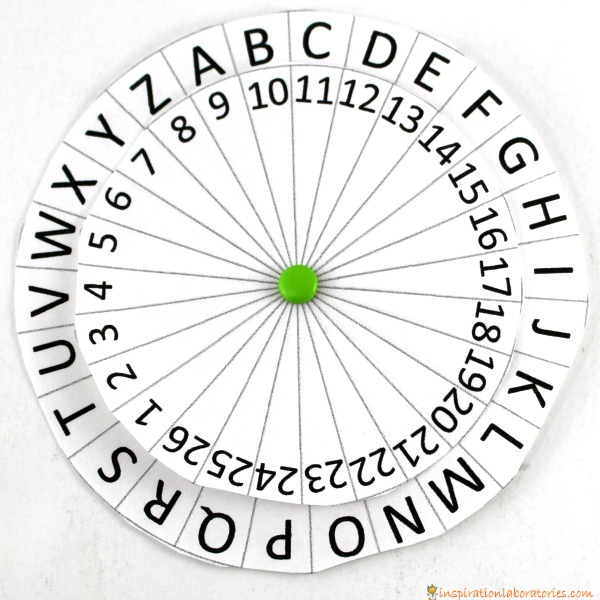 A B C D E F G H I J K L M N O P Q R S T U V W X Y Z
1 2 3 4 5 6 7 8 9 10 11 12 13 14 15 16 17 18 19 20 21 22 23 24 25 26
inspirationlaboratories.com